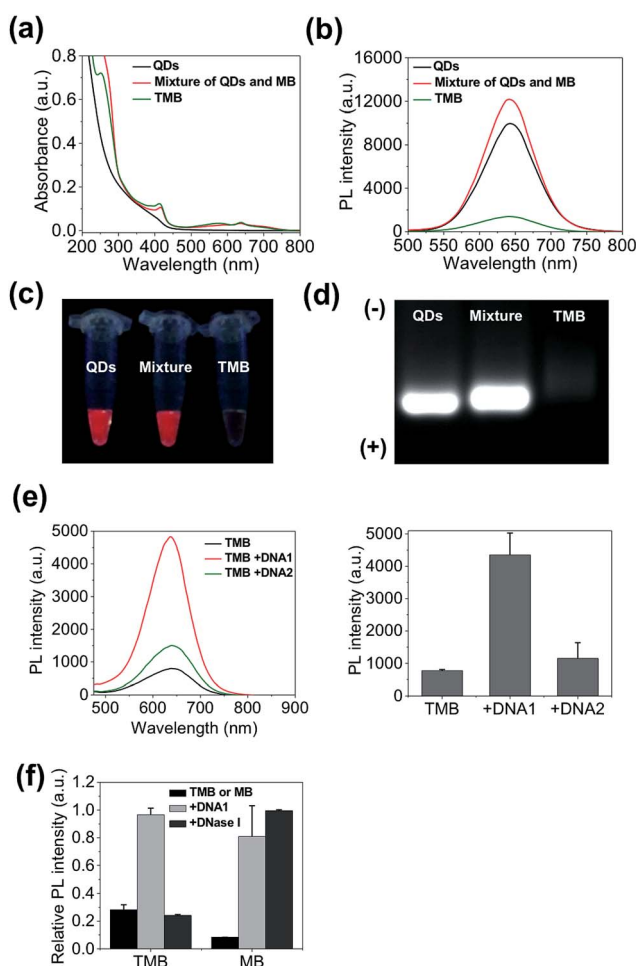 (a)
0.8
0.6
0.4
0.2
0.0
Absorbance (a.u.)
QDs
Mixture of QDs and MB
TMB
200 300 400 500 600 700 800
Wavelength (nm)
(b)
16000
12000
8000
4000
0
PL intensity (a.u.)
QDs
Mixture of QDs and MB
TMB
500 550 600 650 700 750 800
Wavelength (nm)
(c)
QDs Mixture TMB
(d)
(-)
(+)
QDs Mixture TMB
(e)
5000
4000
3000
2000
1000
0
PL intensity (a.u.)
TMB
TMB +DNA1
TMB +DNA2
500 600 700 800 900
Wavelength (nm)
5000
4000
3000
2000
1000
0
PL intensity (a.u.)
TMB +DNA1 +DNA2
(f)
1.2
1.0
0.8
0.6
0.4
0.2
0.0
Relative PL intensity (a.u.)
TMB or MB
+DNA1
+DNase I
TMB MB